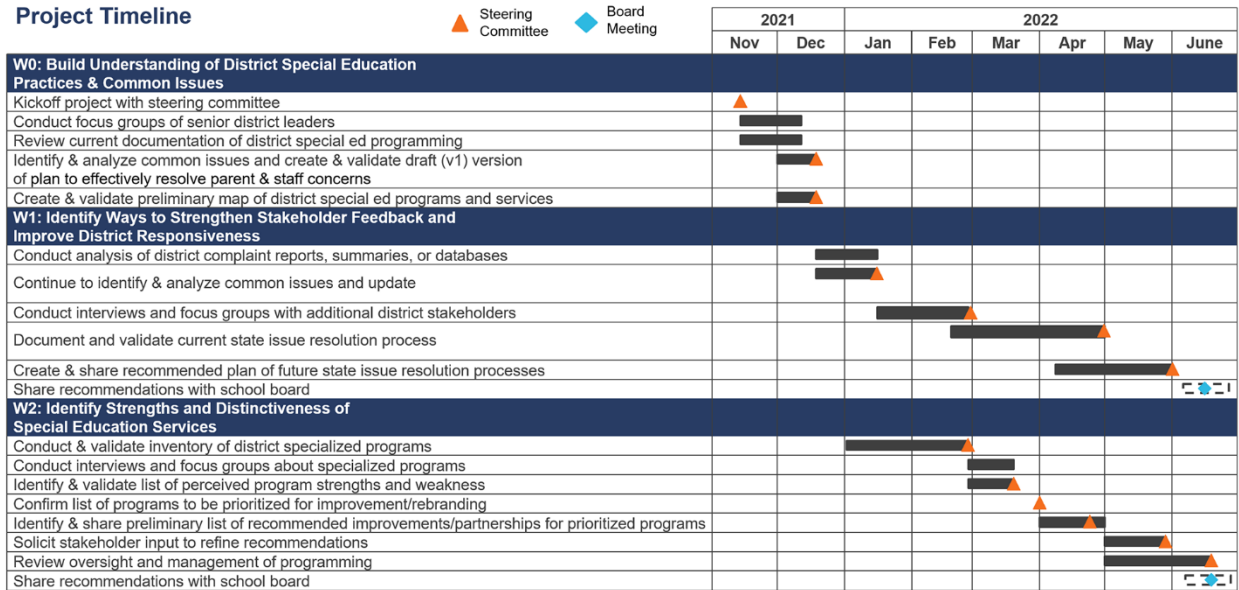 Project Timeline
Steering
Committee
Board
Meeting
2021
2022
Nov
Dec
Jan
Feb
Mar
Apr
May
June
W0: Build Understanding of District Special Education
Practices & Common Issues
Kickoff project with steering committee
Conduct focus groups of senior district leaders
Review current documentation of district special ed programming
Identify & analyze common issues and create & validate draft (v1) version
of plan to effectively resolve parent & staff concerns
Create & validate preliminary map of district special ed programs and services
W1: Identify Ways to Strengthen Stakeholder Feedback and
Improve District Responsiveness
Conduct analysis of district complaint reports, summaries, or databases
Continue to identify & analyze common issues and update
Conduct interviews and focus groups with additional district stakeholders
Document and validate current state issue resolution process
Create & share recommended plan of future state issue resolution processes
Share recommendations with school board
W2: Identify Strengths and Distinctiveness of
Special Education Services
Conduct & validate inventory of district specialized programs
Conduct interviews and focus groups about specialized programs
Identify & validate list of perceived program strengths and weakness
Confirm list of programs to be prioritized for improvement/rebranding
Identify & share preliminary list of recommended improvements/partnerships for prioritized programs
Solicit stakeholder input to refine recommendations
Review oversight and management of programming
Share recommendations with school board